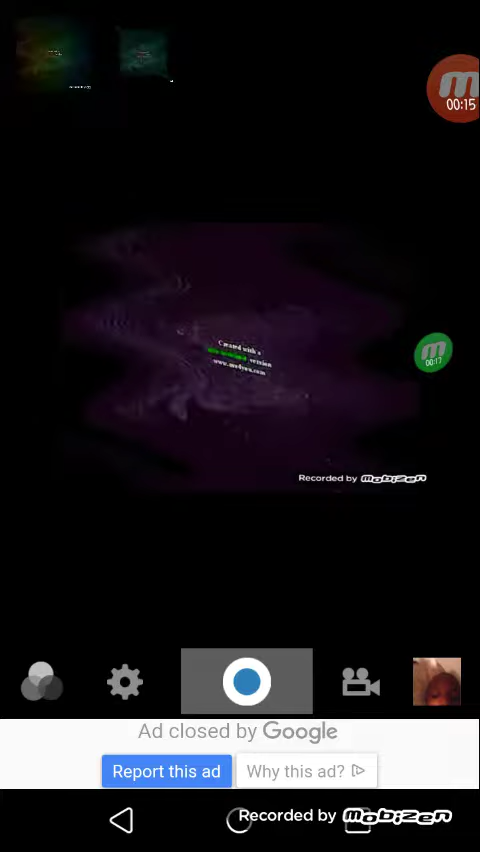 00:15
Created with a
version
00:17
Recorded by mobizen
Ad closed by Google
Report this ad
Why this ad?
Recorded by mobizen